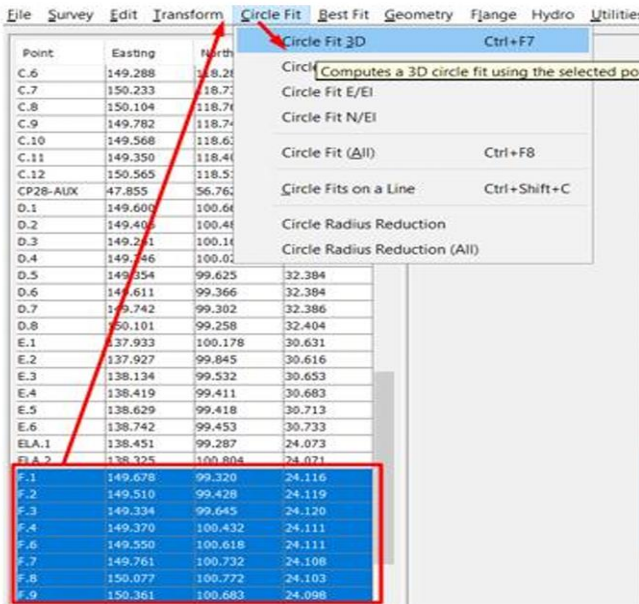 File Survey Edit Transform Circle Fit Best Fit Geometry Flange Hydro Utilities
Circle Fit 3D Ctrl+F7
Computes a 3D circle fit using the selected po
Circle Fit E/El
Circle Fit N/El
Circle Fit (All) Ctrl+F8
Circle Fits on a Line Ctrl+Shift+C
Circle Radius Reduction
Circle Radius Reduction (All)
Point Easting
C.6 149.288
C.7 150.233
C.8 150.104
C.9 149.782
C.10 149.568
C.11 149.350
C.12 150.565
CP28-AUX 47.855 56.762
D.1 149.600
D.2
D.3
D.4
D.5 99.625 32.384
D.6 99.366 32.384
D.7 99.302 32.386
D.8 150.101 99.258 32.404
E.1 137.933 100.178 30.631
E.2 137.927 99.845 30.616
E.3 138.134 99.532 30.653
E.4 138.419 99.411 30.683
E.5 138.629 99.418 30.713
E.6 138.742 99.453 30.733
ELA.1 138.451 99.287 24.073
ELA.2 138.325 100.804 24.071
F.1 149.678 99.320 24.116
F.2 149.510 99.428 24.119
F.3 149.334 99.645 24.120
F.4 149.370 100.432 24.111
F.6 149.550 100.618 24.111
F.7 149.761 100.732 24.108
F.8 150.077 100.772 24.103
F.9 150.361 100.683 24.098